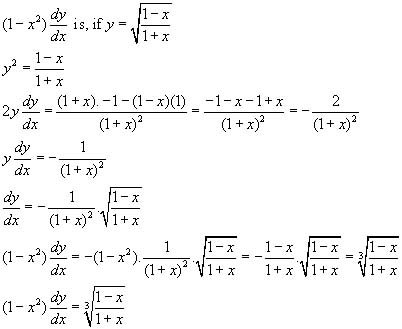 (1 − x²) dy/dx is, if y = √((1 − x)/(1 + x))
y² = (1 − x)/(1 + x)
2y dy/dx = ((1 + x). −1 − (1 − x)(1))/(1 + x)² = (−1 − x − 1 + x)/(1 + x)² = − 2/(1 + x)²
y dy/dx = − 1/(1 + x)²
dy/dx = − 1/(1 + x)² . √((1 − x)/(1 + x))
(1 − x²) dy/dx = −(1 − x²). 1/(1 + x)² . √((1 − x)/(1 + x)) = − (1 − x)/(1 + x) . √((1 − x)/(1 + x)) = ∛((1 − x)/(1 + x))
(1 − x²) dy/dx = ∛((1 − x)/(1 + x))